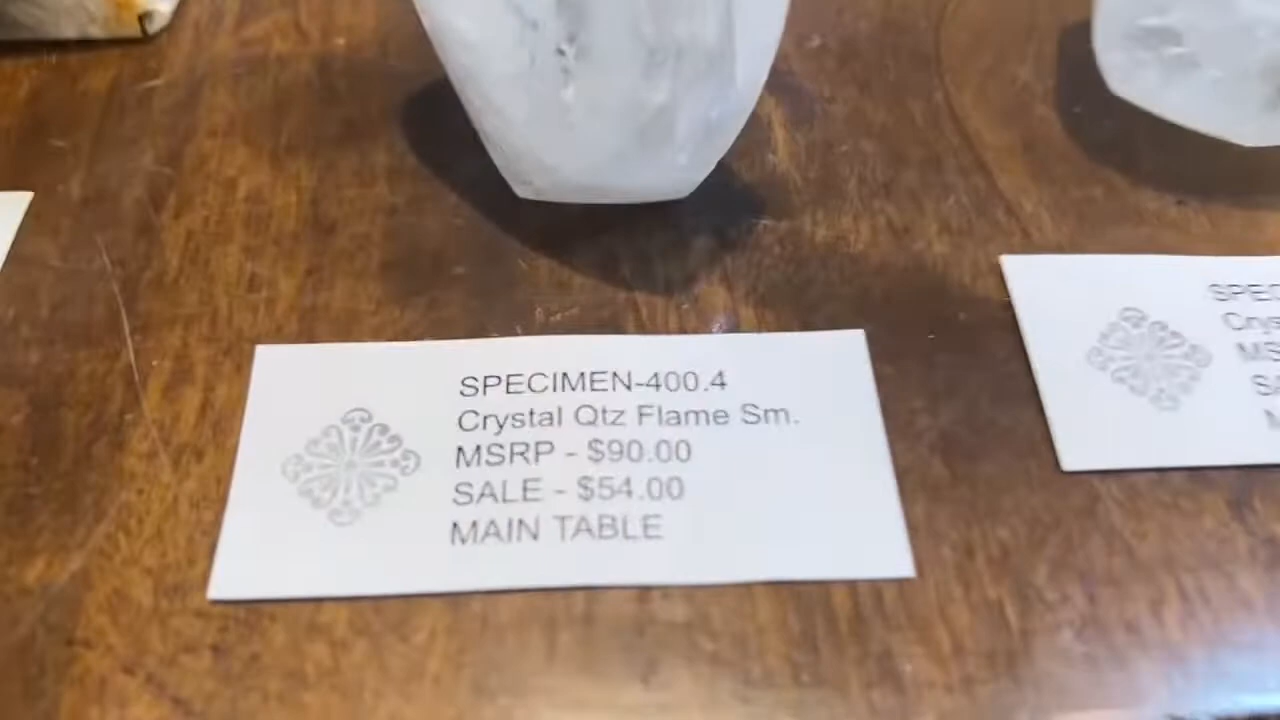 SPECIMEN-400.4
Crystal Qtz Flame Sm.
MSRP - $90.00
SALE - $54.00
MAIN TABLE